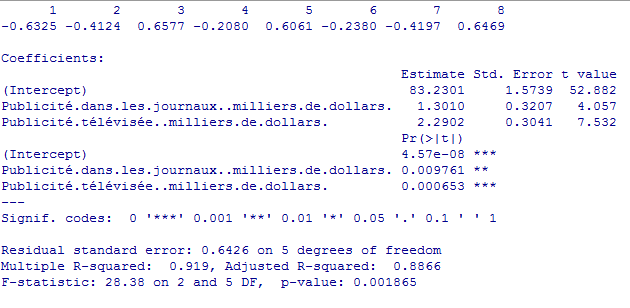 1 2 3 4 5 6 7 8
-0.6325 -0.4124 0.6577 -0.2080 0.6061 -0.2380 -0.4197 0.6469
Coefficients:
Estimate Std. Error t value
(Intercept) 83.2301 1.5739 52.882
Publicité.dans.les.journaux..milliers.de.dollars. 1.3010 0.3207 4.057
Publicité.télévisée..milliers.de.dollars. 2.2902 0.3041 7.532
Pr(>|t|)
(Intercept) 4.57e-08 ***
Publicité.dans.les.journaux..milliers.de.dollars. 0.009761 **
Publicité.télévisée..milliers.de.dollars. 0.000653 ***
---
Signif. codes: 0 '***' 0.001 '**' 0.01 '*' 0.05 '.' 0.1 ' ' 1
Residual standard error: 0.6426 on 5 degrees of freedom
Multiple R-squared: 0.919, Adjusted R-squared: 0.8866
F-statistic: 28.38 on 2 and 5 DF, p-value: 0.001865